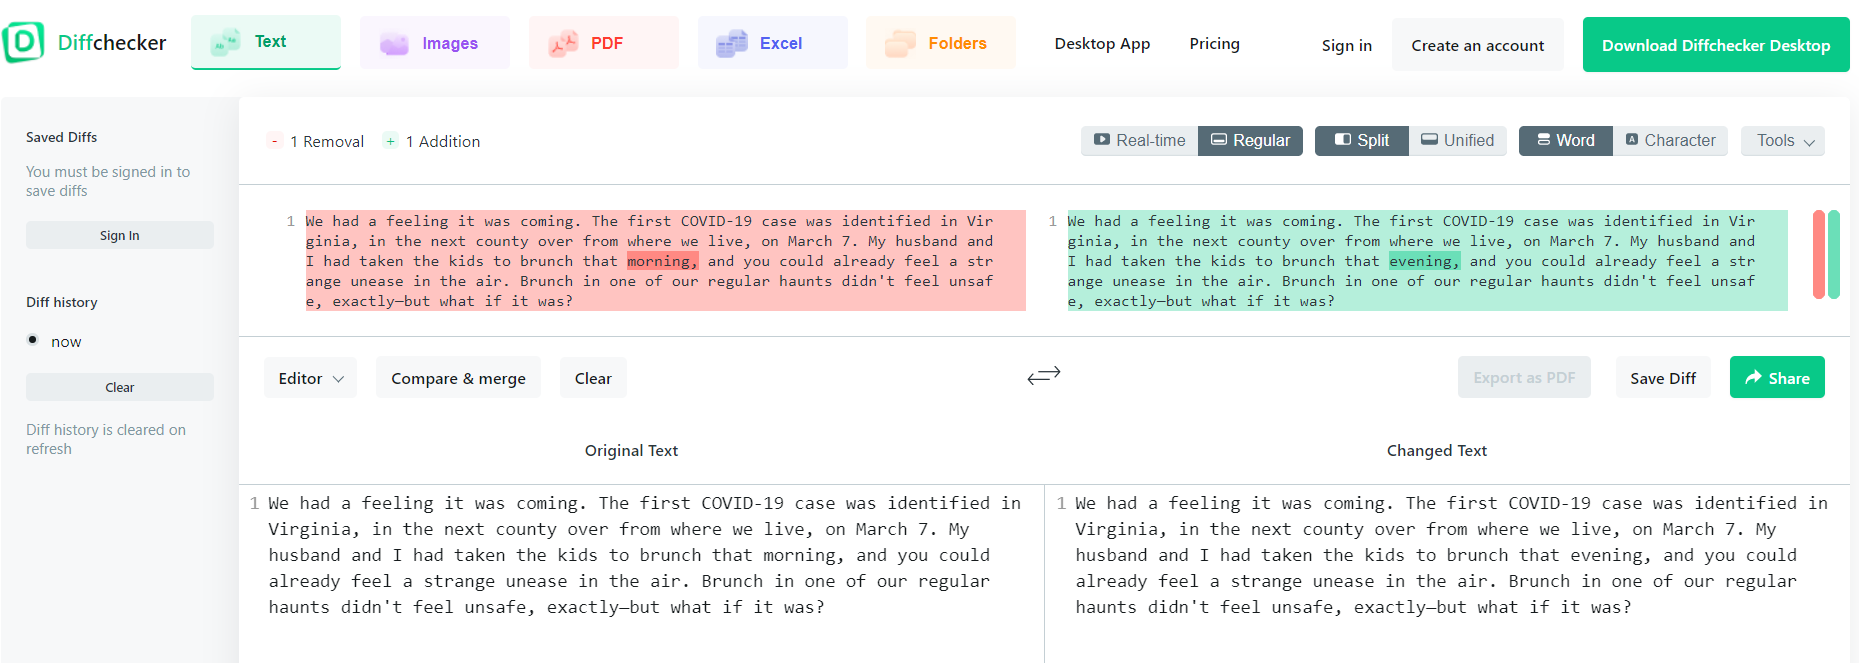 Diffchecker
Text
Images
PDF
Excel
Folders
Desktop App
Pricing
Sign in
Create an account
Download Diffchecker Desktop
Saved Diffs
You must be signed in to
save diffs
Sign In
Diff history
now
Clear
Diff history is cleared on
refresh
- 1 Removal + 1 Addition
Real-time Regular Split Unified Word Character Tools
1 We had a feeling it was coming. The first COVID-19 case was identified in Vir
ginia, in the next county over from where we live, on March 7. My husband and
I had taken the kids to brunch that morning, and you could already feel a str
ange unease in the air. Brunch in one of our regular haunts didn't feel unsaf
e, exactly—but what if it was?
1 We had a feeling it was coming. The first COVID-19 case was identified in Vir
ginia, in the next county over from where we live, on March 7. My husband and
I had taken the kids to brunch that evening, and you could already feel a str
ange unease in the air. Brunch in one of our regular haunts didn't feel unsaf
e, exactly—but what if it was?
Editor Compare & merge Clear
Export as PDF Save Diff Share
Original Text
1 We had a feeling it was coming. The first COVID-19 case was identified in
Virginia, in the next county over from where we live, on March 7. My
husband and I had taken the kids to brunch that morning, and you could
already feel a strange unease in the air. Brunch in one of our regular
haunts didn't feel unsafe, exactly—but what if it was?
Changed Text
1 We had a feeling it was coming. The first COVID-19 case was identified in
Virginia, in the next county over from where we live, on March 7. My
husband and I had taken the kids to brunch that evening, and you could
already feel a strange unease in the air. Brunch in one of our regular
haunts didn't feel unsafe, exactly—but what if it was?